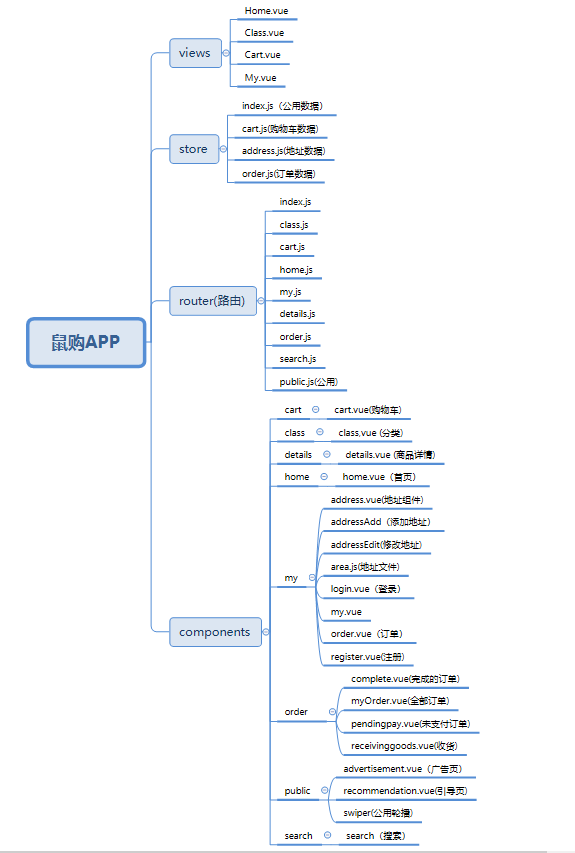 鼠购APP
views
Home.vue
Class.vue
Cart.vue
My.vue
store
index.js（公用数据）
cart.js(购物车数据)
address.js(地址数据)
order.js(订单数据)
router(路由)
index.js
class.js
cart.js
home.js
my.js
details.js
order.js
search.js
public.js(公用)
components
cart
cart.vue(购物车)
class
class,vue (分类)
details
details.vue (商品详情)
home
home.vue（首页）
my
address.vue(地址组件)
addressAdd（添加地址）
addressEdit(修改地址)
area.js(地址文件)
login.vue（登录）
my.vue
order.vue（订单）
register.vue(注册)
order
complete.vue(完成的订单)
myOrder.vue(全部订单)
pendingpay.vue(未支付订单)
receivinggoods.vue(收货)
public
advertisement.vue（广告页）
recommendation.vue(引导页)
swiper(公用轮播)
search
search（搜索）